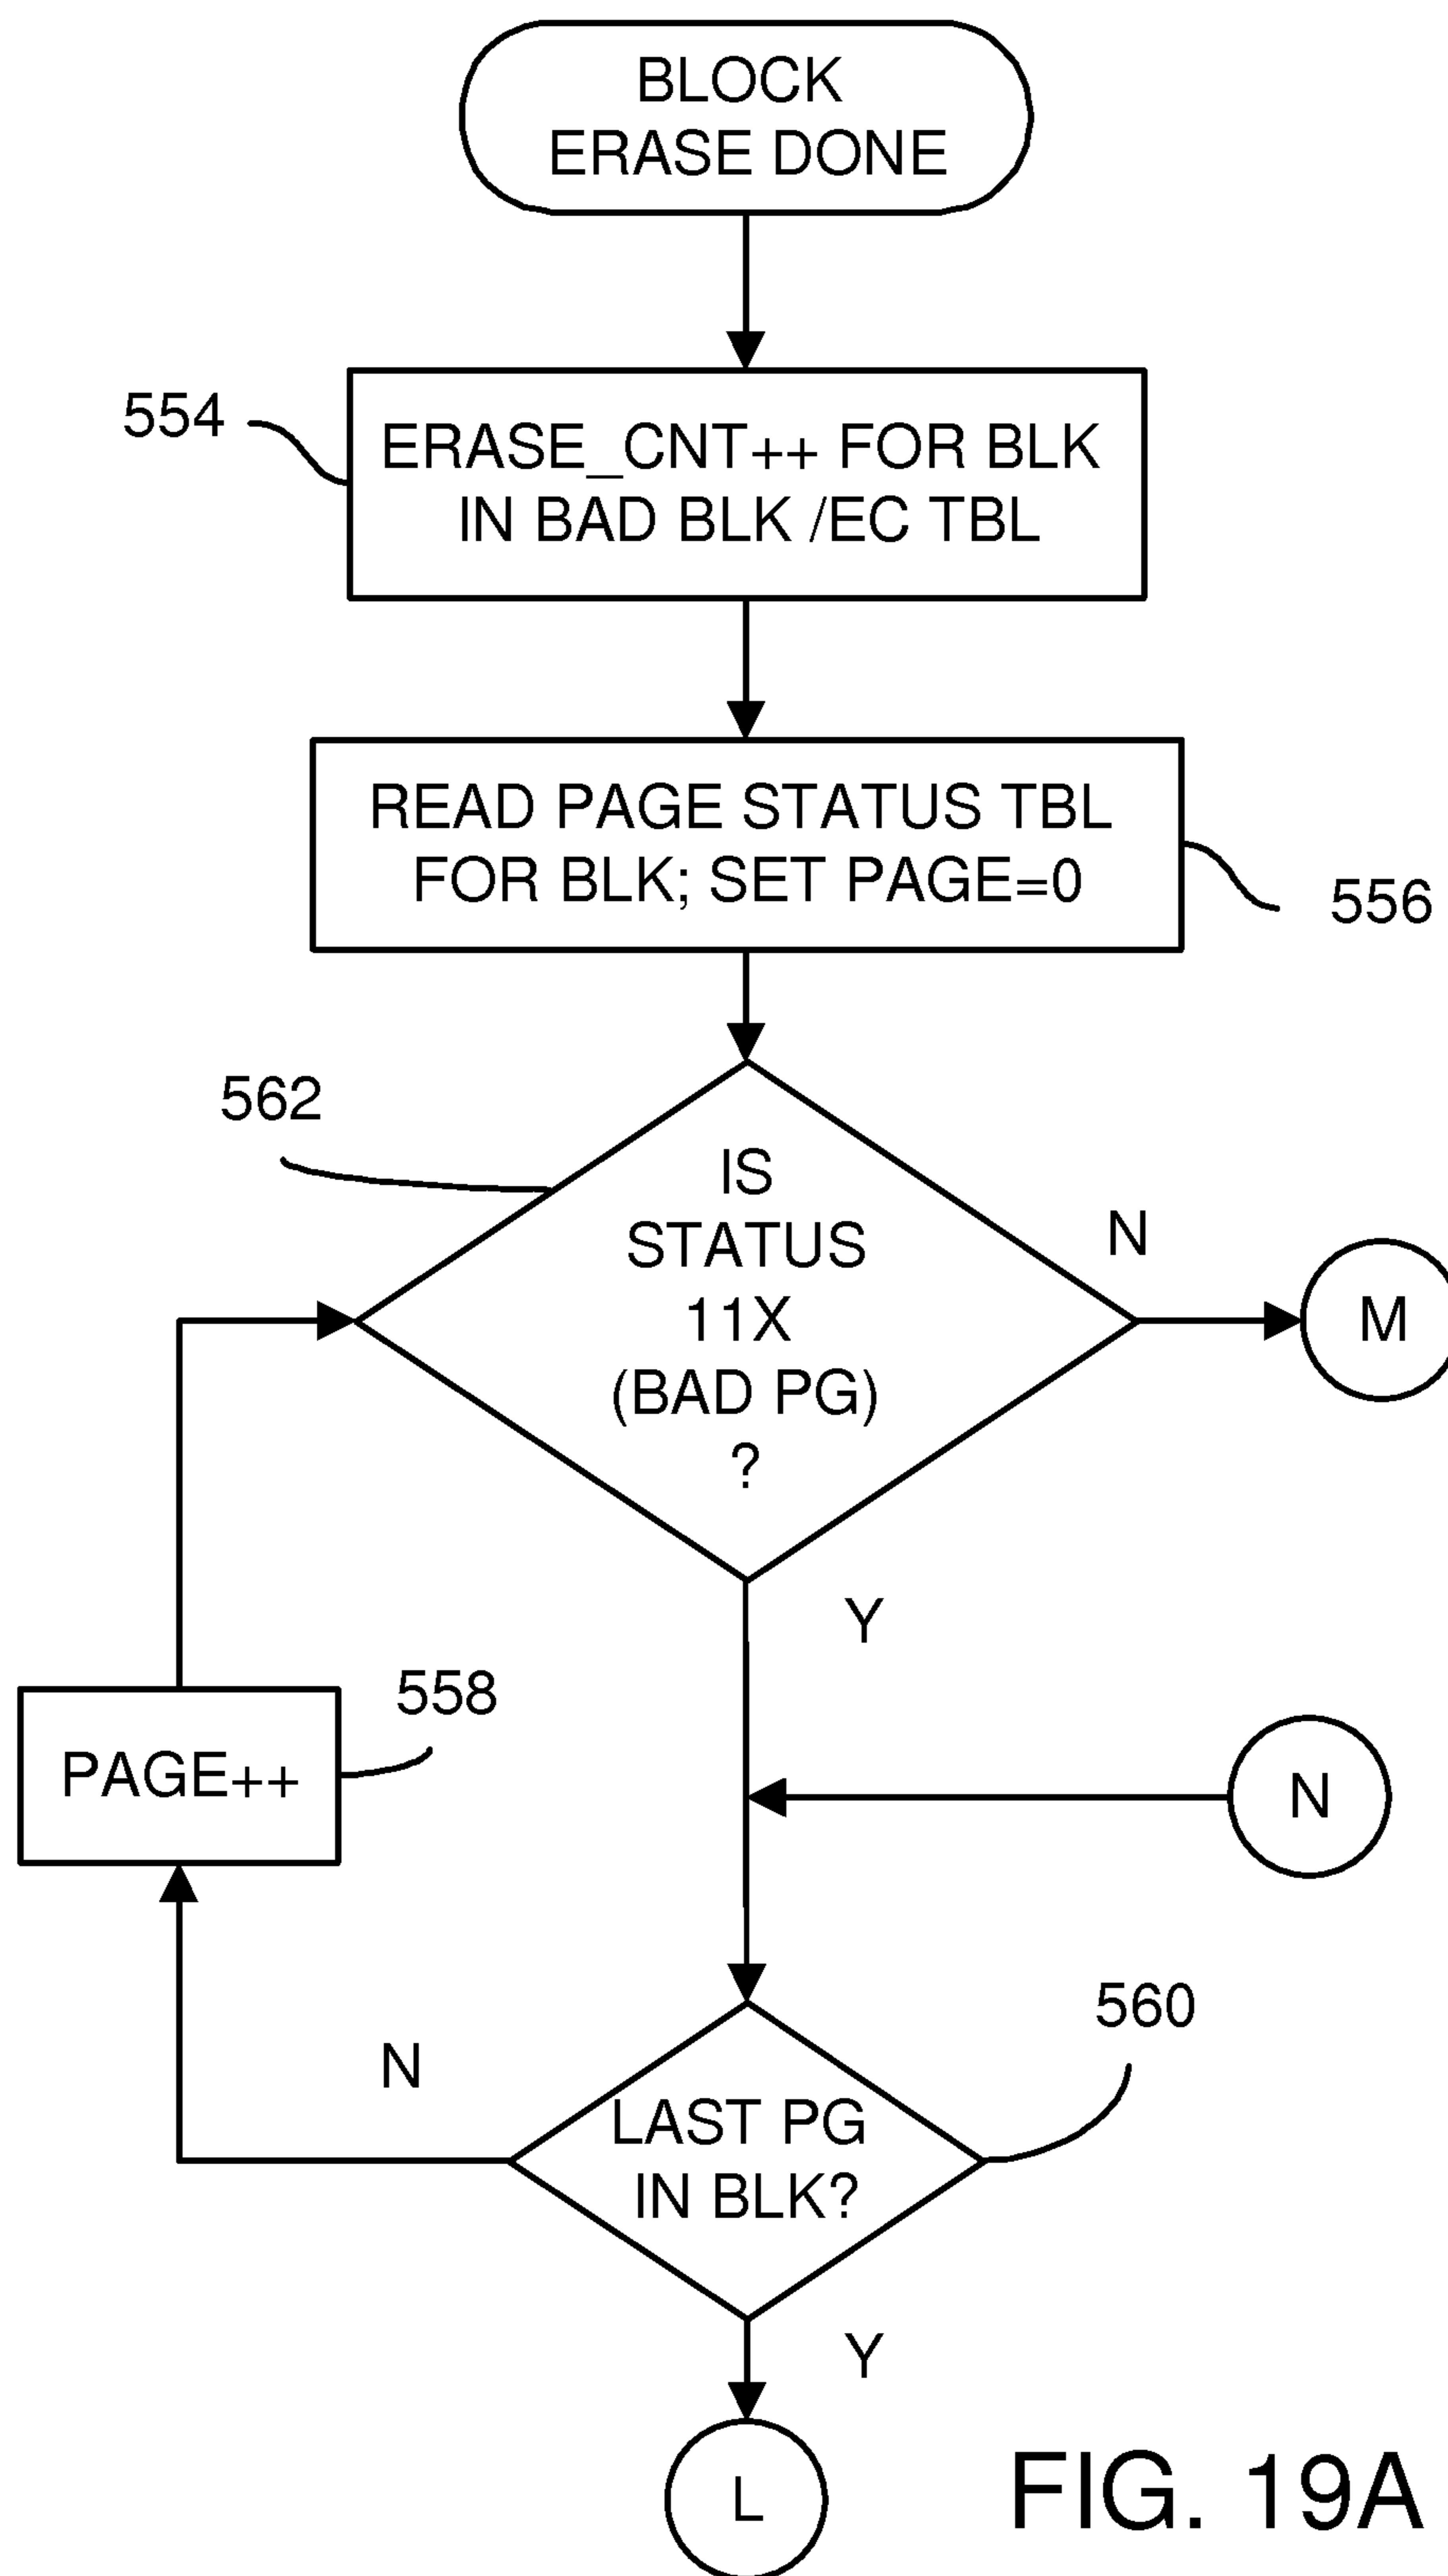 BLOCK
ERASE DONE
554
ERASE_CNT++ FOR BLK
IN BAD BLK /EC TBL
READ PAGE STATUS TBL
FOR BLK; SET PAGE=0
556
562
IS
STATUS
11X
(BAD PG)
?
N
M
Y
558
PAGE++
N
560
N
LAST PG
IN BLK?
Y
L
FIG. 19A